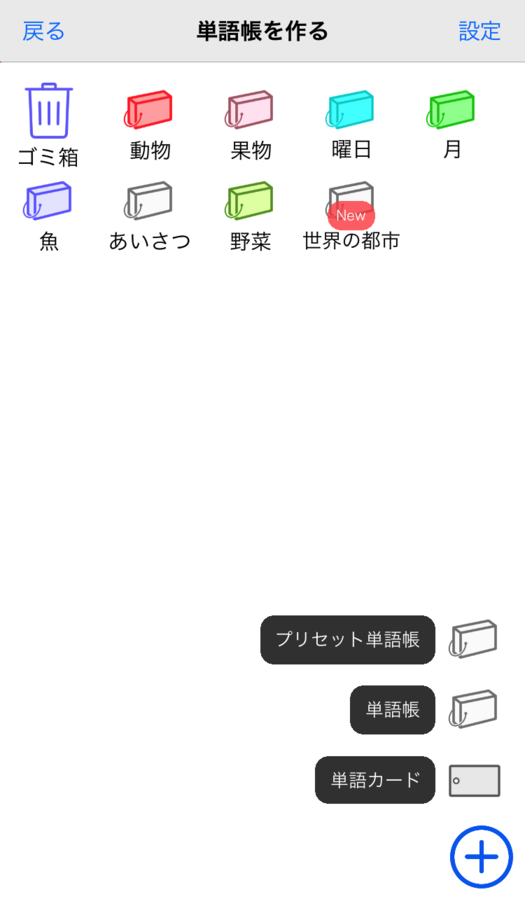 戻る 単語帳を作る 設定
ゴミ箱 動物 果物 曜日 月
New
魚 あいさつ 野菜 世界の都市
プリセット単語帳
単語帳
単語カード